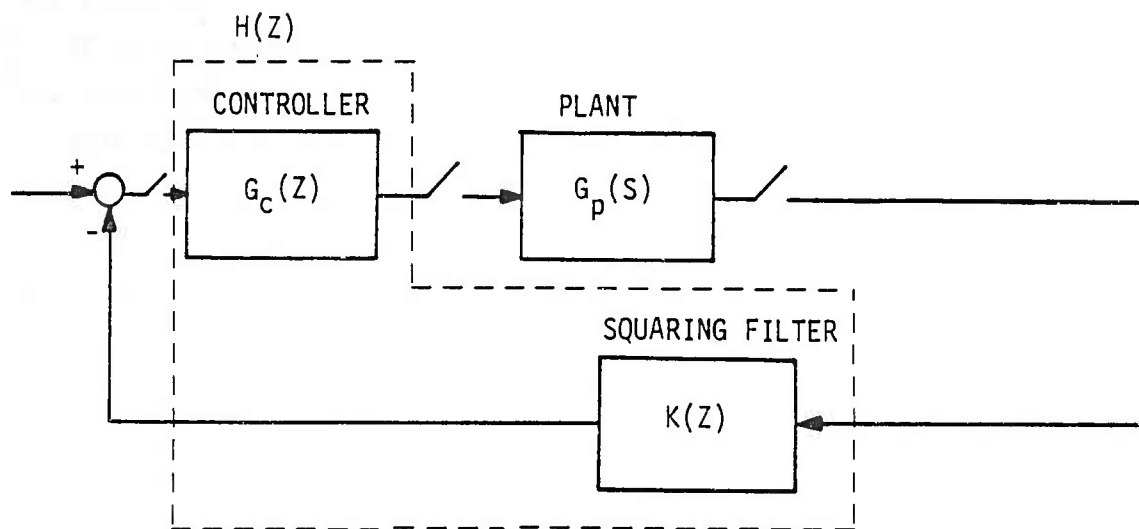 H(Z)
CONTROLLER
PLANT
+
G_c(Z)
G_p(S)
-
SQUARING FILTER
K(Z)